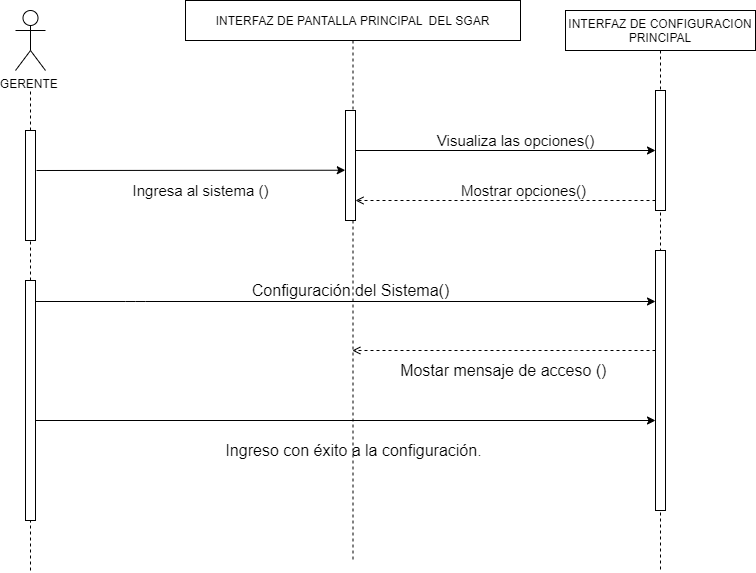 INTERFAZ DE PANTALLA PRINCIPAL DEL SGAR
INTERFAZ DE CONFIGURACION
PRINCIPAL
GERENTE
Visualiza las opciones()
Ingresa al sistema ()
Mostrar opciones()
Configuración del Sistema()
Mostar mensaje de acceso ()
Ingreso con éxito a la configuración.